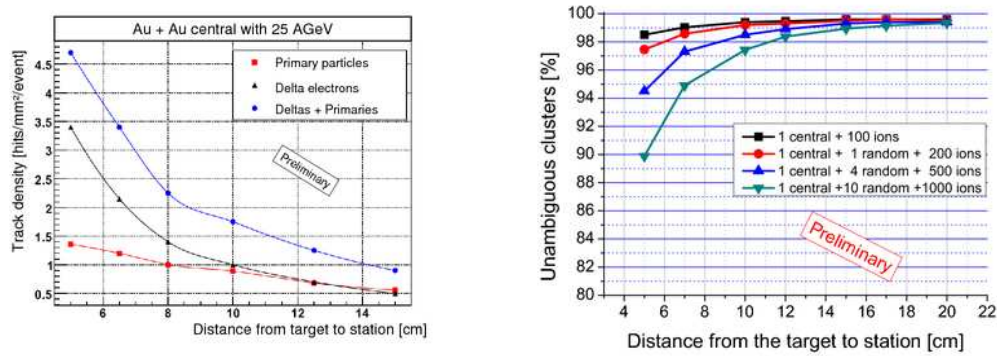 Au + Au central with 25 AGeV
Track density [hits/mm²/event]
4.5
4
3.5
3
2.5
2
1.5
1
0.5
Primary particles
Delta electrons
Deltas + Primaries
Preliminary
6
8
10
12
14
Distance from target to station [cm]
Unambiguous clusters [%]
100
98
96
94
92
90
88
86
84
82
80
1 central + 100 ions
1 central + 1 random + 200 ions
1 central + 4 random + 500 ions
1 central +10 random +1000 ions
Preliminary
4
6
8
10
12
14
16
18
20
22
Distance from the target to station [cm]